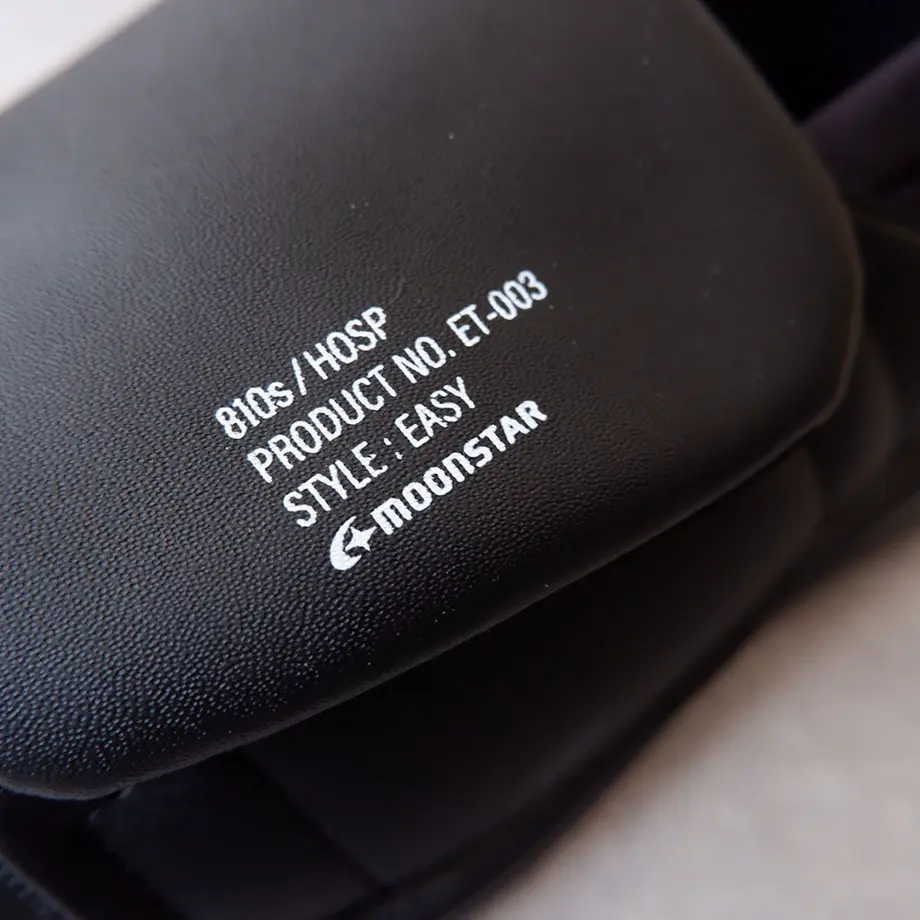 810s / HOSP
PRODUCT NO. ET-003
STYLE : EASY
moonSTAR